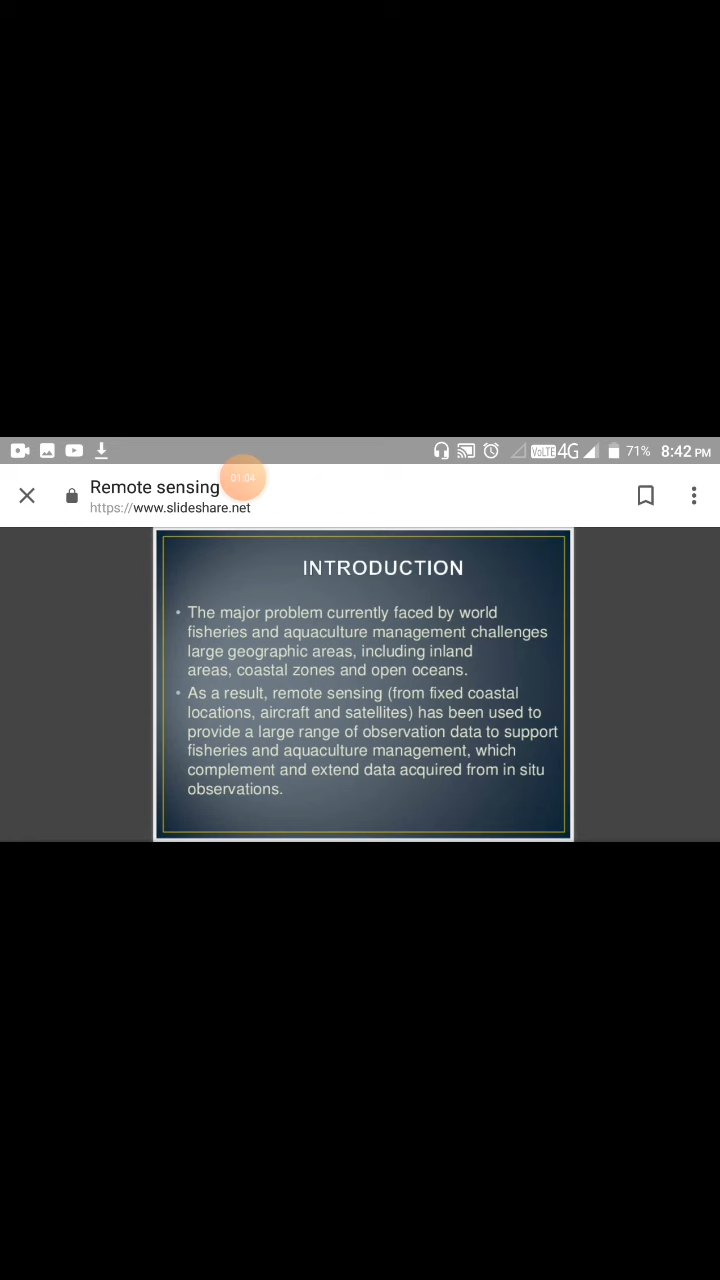 VoLTE 4G 71% 8:42 PM
01:04
Remote sensing
https://www.slideshare.net
INTRODUCTION
• The major problem currently faced by world
fisheries and aquaculture management challenges
large geographic areas, including inland
areas, coastal zones and open oceans.
• As a result, remote sensing (from fixed coastal
locations, aircraft and satellites) has been used to
provide a large range of observation data to support
fisheries and aquaculture management, which
complement and extend data acquired from in situ
observations.